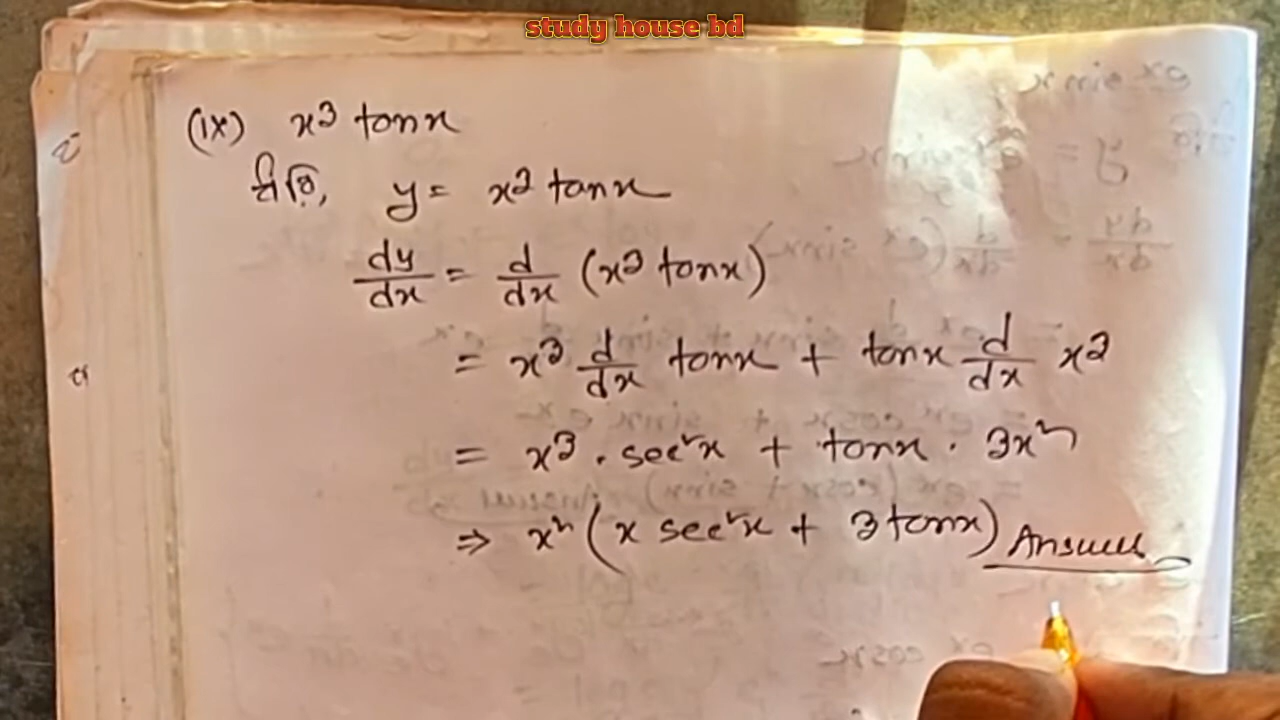 study house bd
(ix) x³ tanx
ধরি, y = x³ tanx
dy/dx = d/dx (x³ tanx)
= x³ d/dx tanx + tanx d/dx x³
= x³ . sec²x + tanx . 3x²
⇒ x² (x sec²x + 3 tanx) Answer